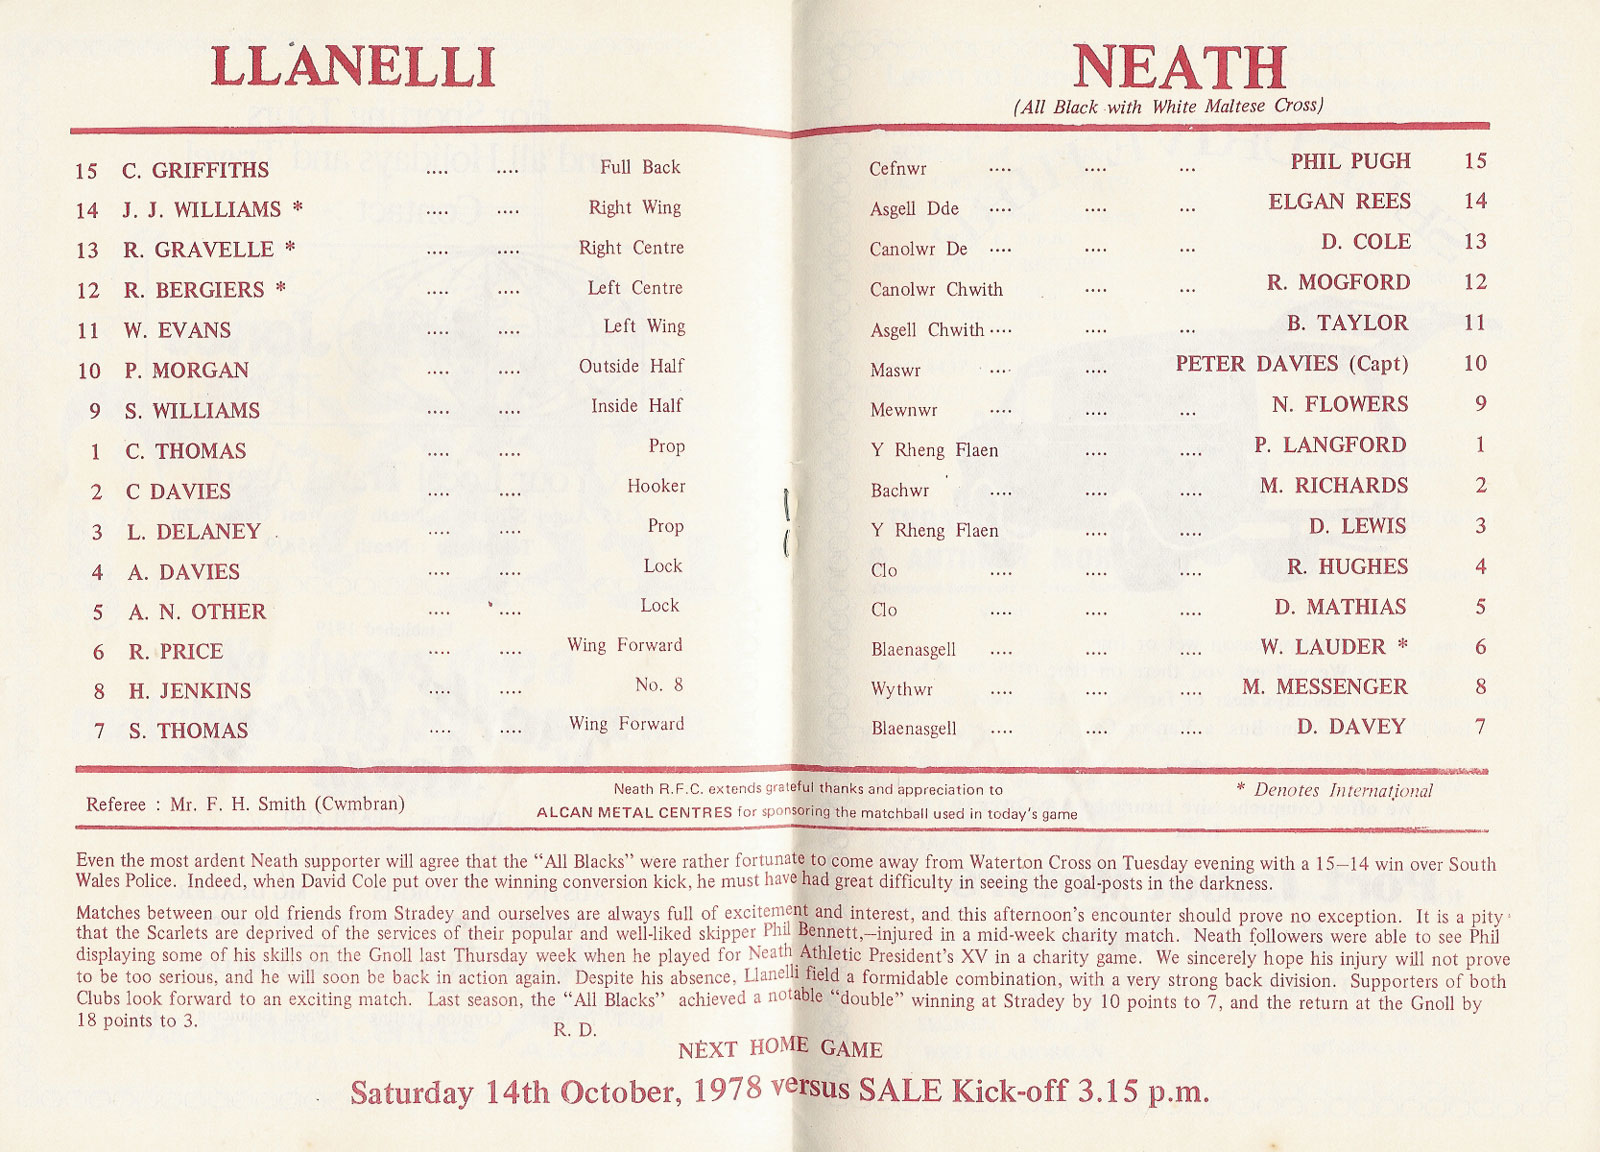 LLANELLI
NEATH
(All Black with White Maltese Cross)
15 C. GRIFFITHS .... .... Full Back Cefnwr .... .... ... PHIL PUGH 15
14 J. J. WILLIAMS * .... .... Right Wing Asgell Dde .... .... ... ELGAN REES 14
13 R. GRAVELLE * .... .... Right Centre Canolwr De .... .... ... D. COLE 13
12 R. BERGIERS * .... .... Left Centre Canolwr Chwith .... ... R. MOGFORD 12
11 W. EVANS .... .... Left Wing Asgell Chwith .... .... ... B. TAYLOR 11
10 P. MORGAN .... .... Outside Half Maswr .... .... PETER DAVIES (Capt) 10
9 S. WILLIAMS .... .... Inside Half Mewnwr .... .... ... N. FLOWERS 9
1 C. THOMAS .... .... Prop Y Rheng Flaen .... .... P. LANGFORD 1
2 C DAVIES .... .... Hooker Bachwr .... .... .... M. RICHARDS 2
3 L. DELANEY .... .... Prop Y Rheng Flaen .... .... D. LEWIS 3
4 A. DAVIES .... .... Lock Clo .... .... .... R. HUGHES 4
5 A. N. OTHER .... .... Lock Clo .... .... .... D. MATHIAS 5
6 R. PRICE .... .... Wing Forward Blaenasgell .... .... .... W. LAUDER * 6
8 H. JENKINS .... .... No. 8 Wythwr .... .... .... M. MESSENGER 8
7 S. THOMAS .... .... Wing Forward Blaenasgell .... .... .... D. DAVEY 7
Referee : Mr. F. H. Smith (Cwmbran)
Neath R.F.C. extends grateful thanks and appreciation to
ALCAN METAL CENTRES for sponsoring the matchball used in today's game
* Denotes International
Even the most ardent Neath supporter will agree that the "All Blacks" were rather fortunate to come away from Waterton Cross on Tuesday evening with a 15–14 win over South
Wales Police. Indeed, when David Cole put over the winning conversion kick, he must have had great difficulty in seeing the goal-posts in the darkness.
Matches between our old friends from Stradey and ourselves are always full of excitement and interest, and this afternoon's encounter should prove no exception. It is a pity
that the Scarlets are deprived of the services of their popular and well-liked skipper Phil Bennett,–injured in a mid-week charity match. Neath followers were able to see Phil
displaying some of his skills on the Gnoll last Thursday week when he played for Neath Athletic President's XV in a charity game. We sincerely hope his injury will not prove
to be too serious, and he will soon be back in action again. Despite his absence, Llanelli field a formidable combination, with a very strong back division. Supporters of both
Clubs look forward to an exciting match. Last season, the "All Blacks" achieved a notable "double" winning at Stradey by 10 points to 7, and the return at the Gnoll by
18 points to 3.
R. D.
NEXT HOME GAME
Saturday 14th October, 1978 versus SALE Kick-off 3.15 p.m.